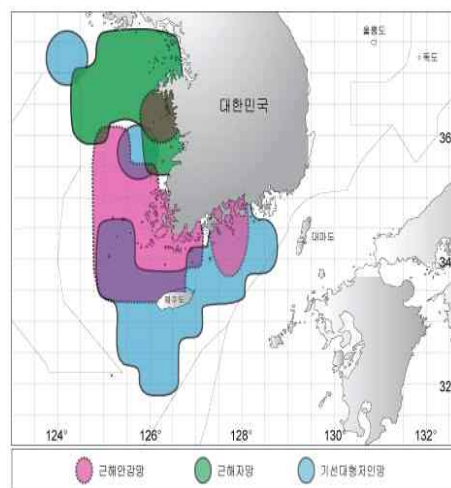 울릉도
독도
대한민국
36
대마도
34
제주도
32
124° 126° 128° 130° 132°
근해안강망 근해자망 기선대형저인망